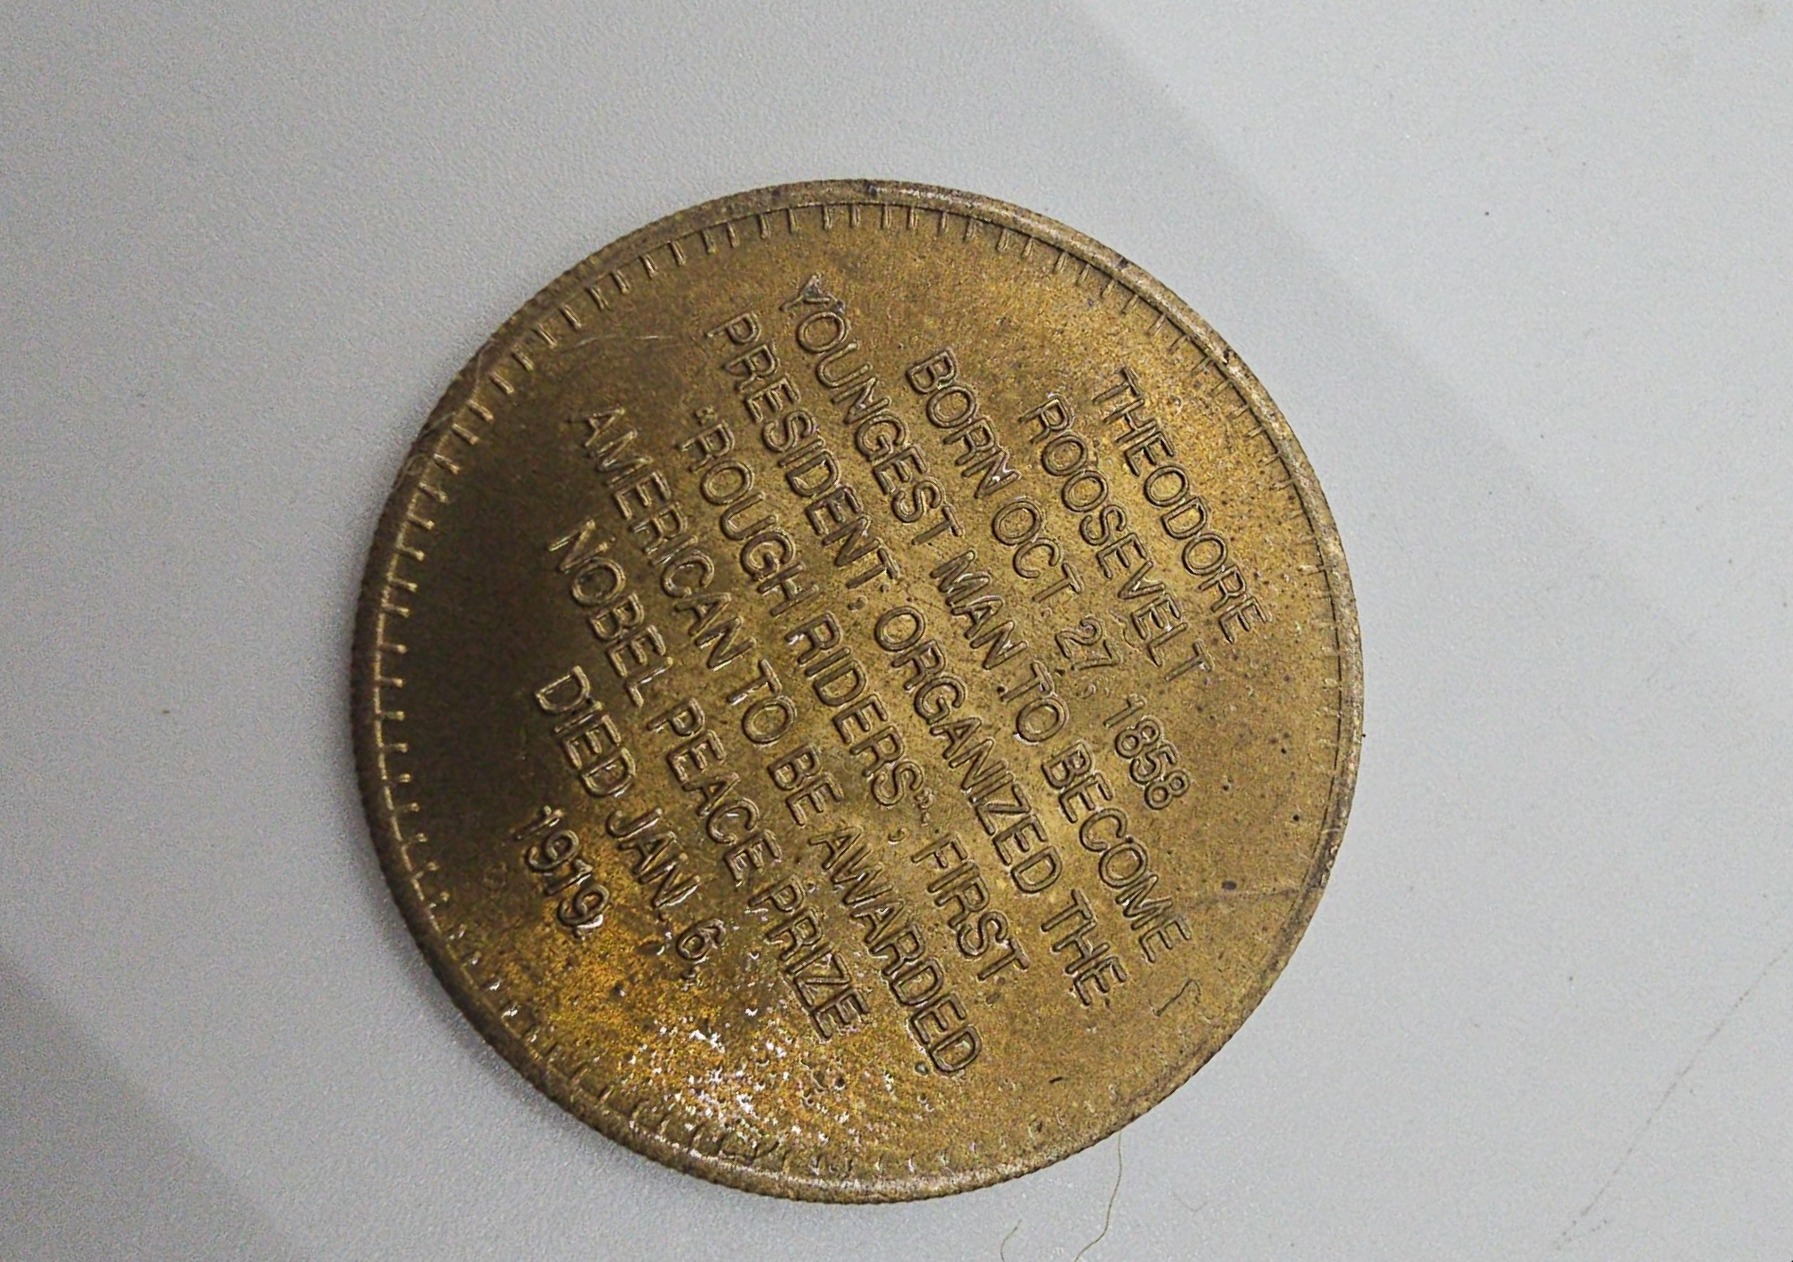 THEODORE
ROOSEVELT
BORN OCT. 27, 1858
YOUNGEST MAN TO BECOME
PRESIDENT. ORGANIZED THE
"ROUGH RIDERS", FIRST
AMERICAN TO BE AWARDED
NOBEL PEACE PRIZE
DIED JAN. 6,
1919